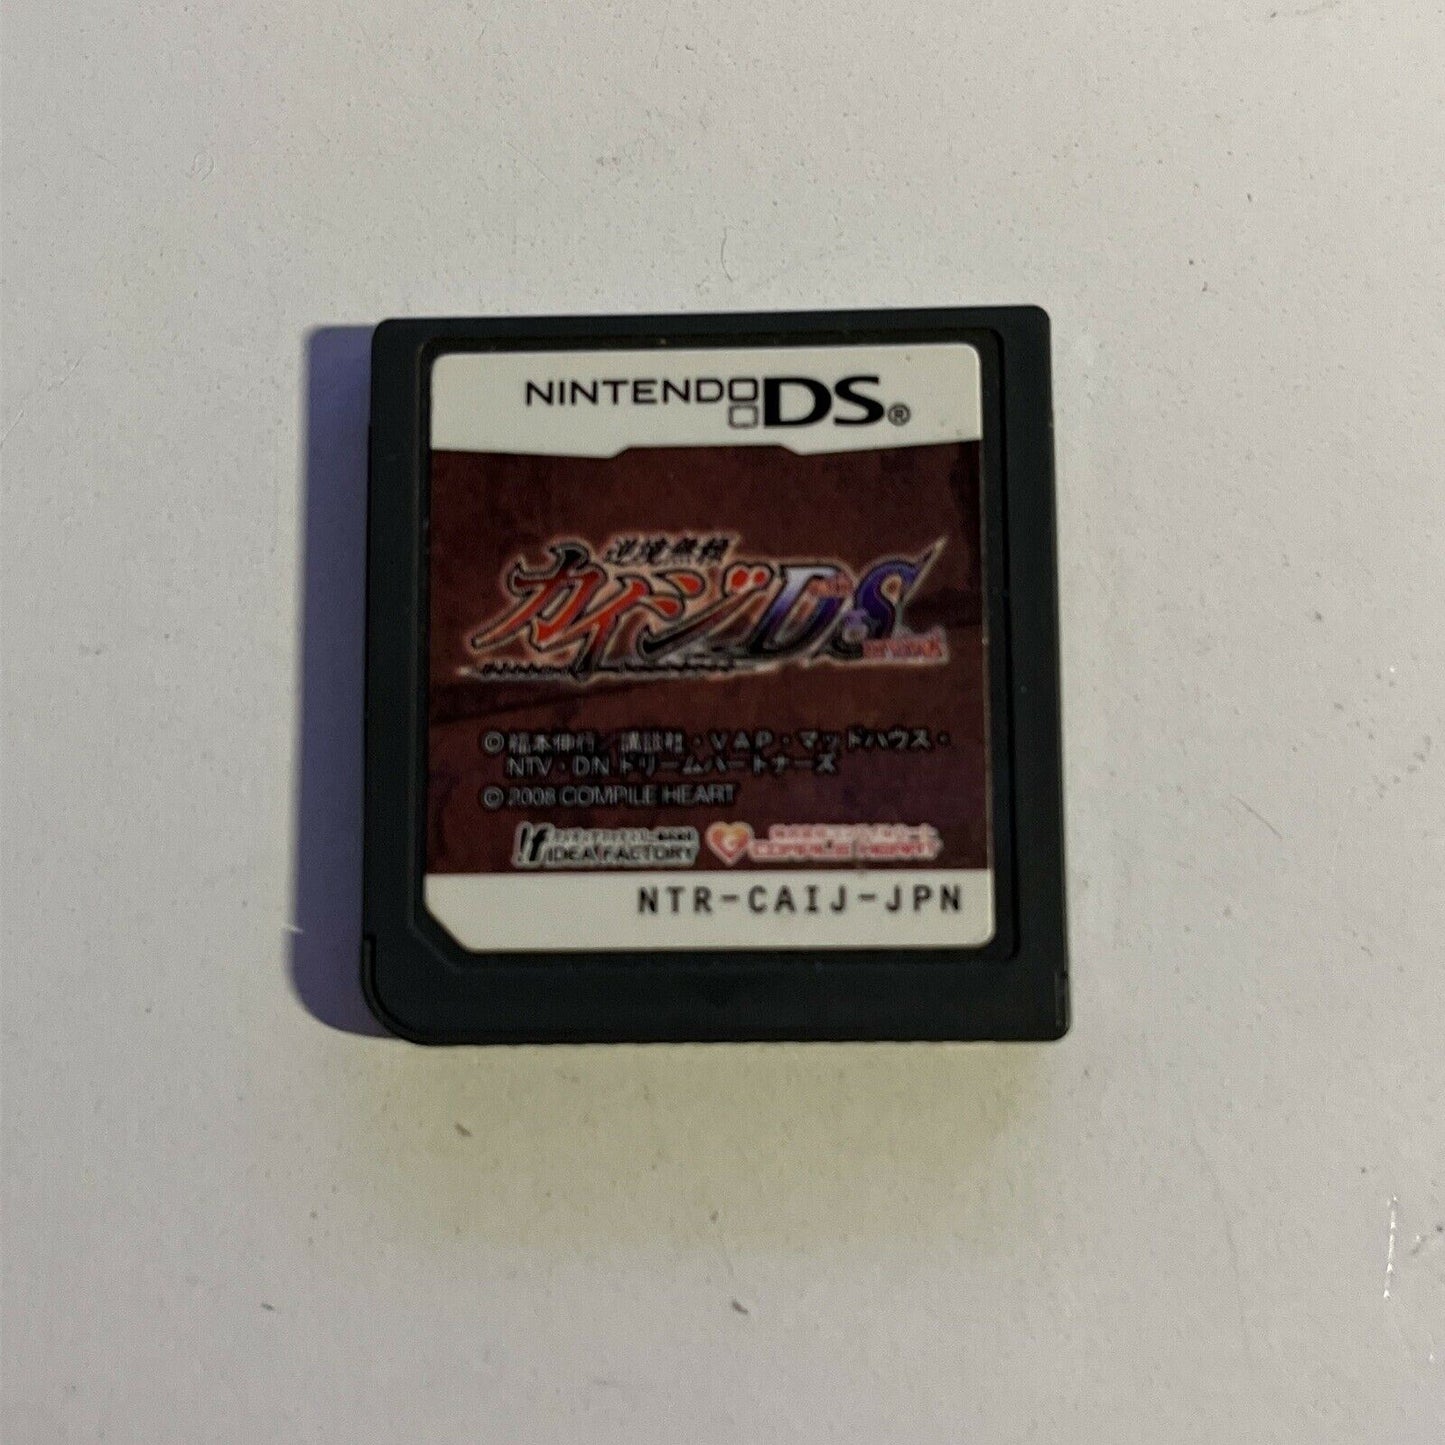 NINTENDO DS®
逆境無頼
カイジDS
©福本伸行／講談社・VAP・マッドハウス・
NTV・DNドリームパートナーズ
© 2008 COMPILE HEART
!f IDEA FACTORY
COMPILE HEART
NTR-CAIJ-JPN